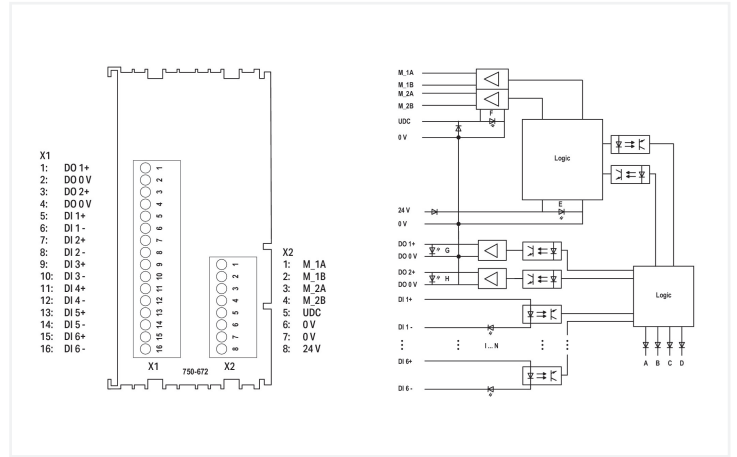 X1
1: DO 1+
2: DO 0 V
3: DO 2+
4: DO 0 V
5: DI 1+
6: DI 1 -
7: DI 2+
8: DI 2 -
9: DI 3+
10: DI 3 -
11: DI 4+
12: DI 4 -
13: DI 5+
14: DI 5 -
15: DI 6+
16: DI 6 -
1
2
3
4
5
6
7
8
9
10
11
12
13
14
15
16
X1
750-672
1
2
3
4
5
6
7
8
X2
X2
1: M_1A
2: M_1B
3: M_2A
4: M_2B
5: UDC
6: 0 V
7: 0 V
8: 24 V
M_1A
M_1B
M_2A
M_2B
F
UDC
0 V
Logic
E
24 V
0 V
DO 1+
G
DO 0 V
DO 2+
H
DO 0 V
DI 1+
Logic
DI 1 -
I ... N
DI 6+
A B C D
DI 6 -